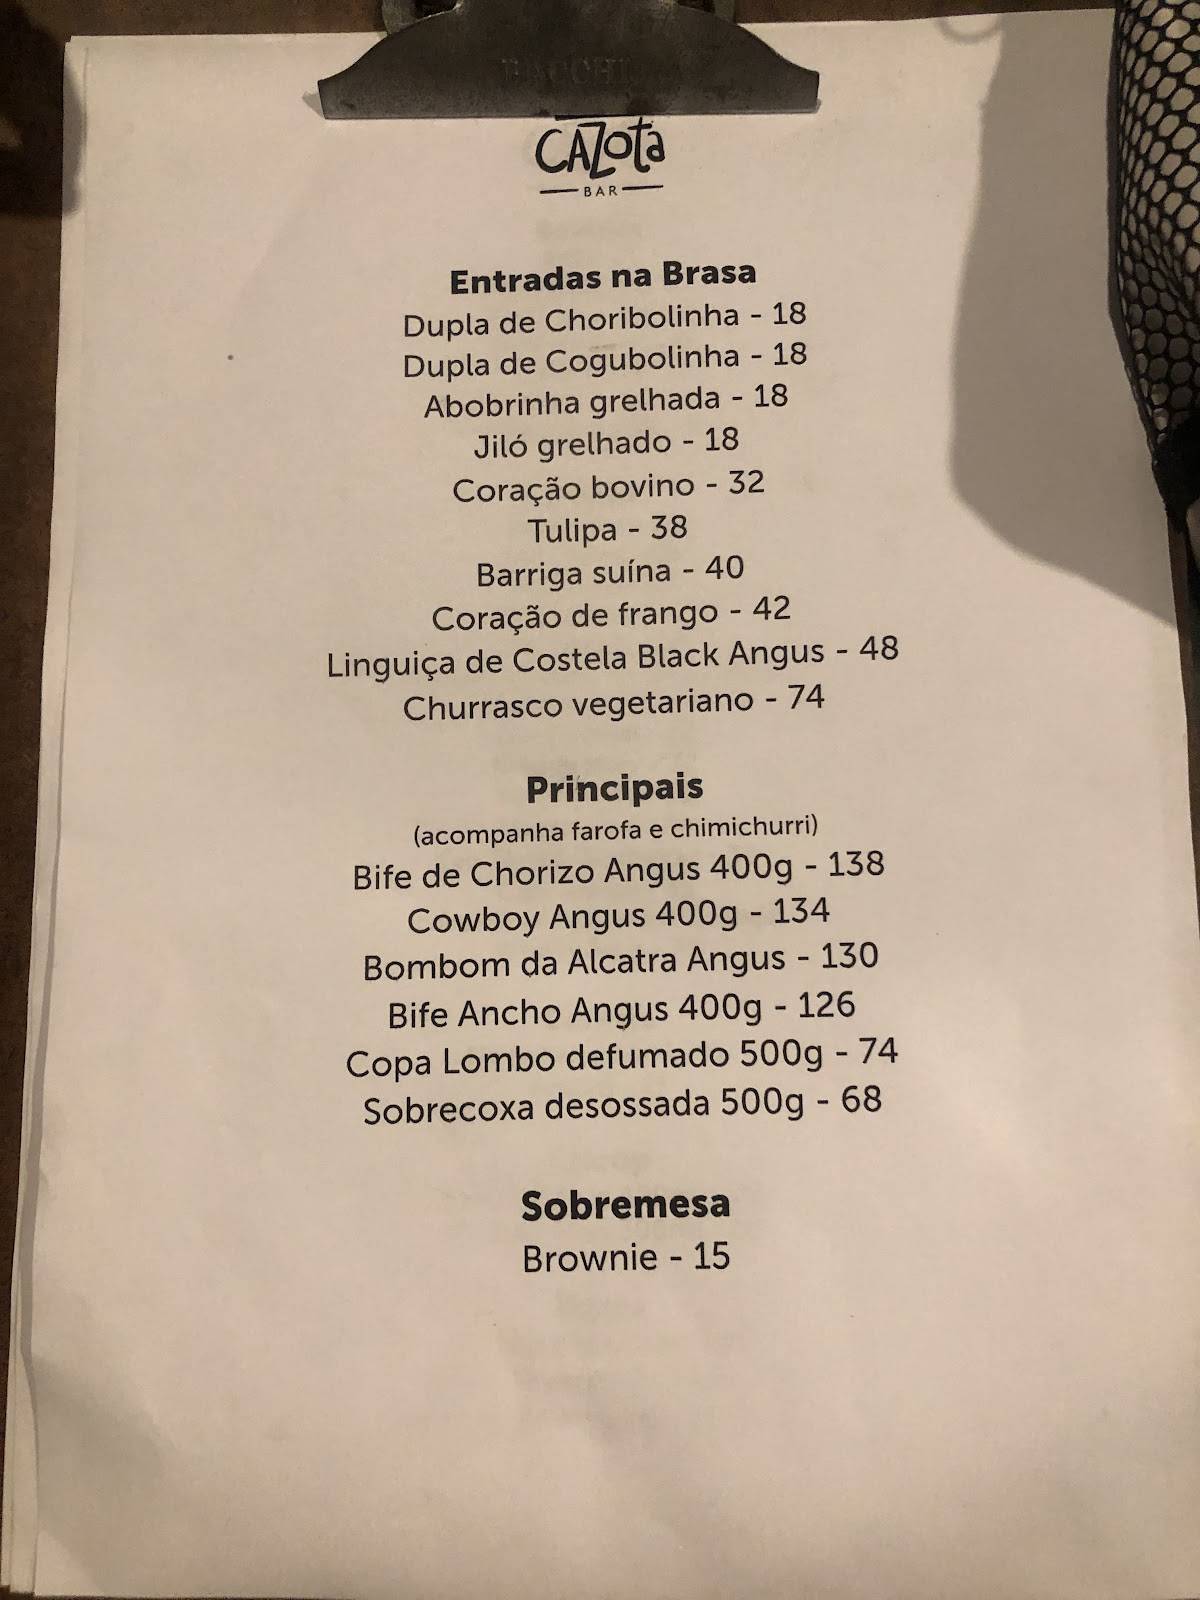 CAZota
BAR
Entradas na Brasa
Dupla de Choribolinha - 18
Dupla de Cogubolinha - 18
Abobrinha grelhada - 18
Jiló grelhado - 18
Coração bovino - 32
Tulipa - 38
Barriga suína - 40
Coração de frango - 42
Linguiça de Costela Black Angus - 48
Churrasco vegetariano - 74
Principais
(acompanha farofa e chimichurri)
Bife de Chorizo Angus 400g - 138
Cowboy Angus 400g - 134
Bombom da Alcatra Angus - 130
Bife Ancho Angus 400g - 126
Copa Lombo defumado 500g - 74
Sobrecoxa desossada 500g - 68
Sobremesa
Brownie - 15